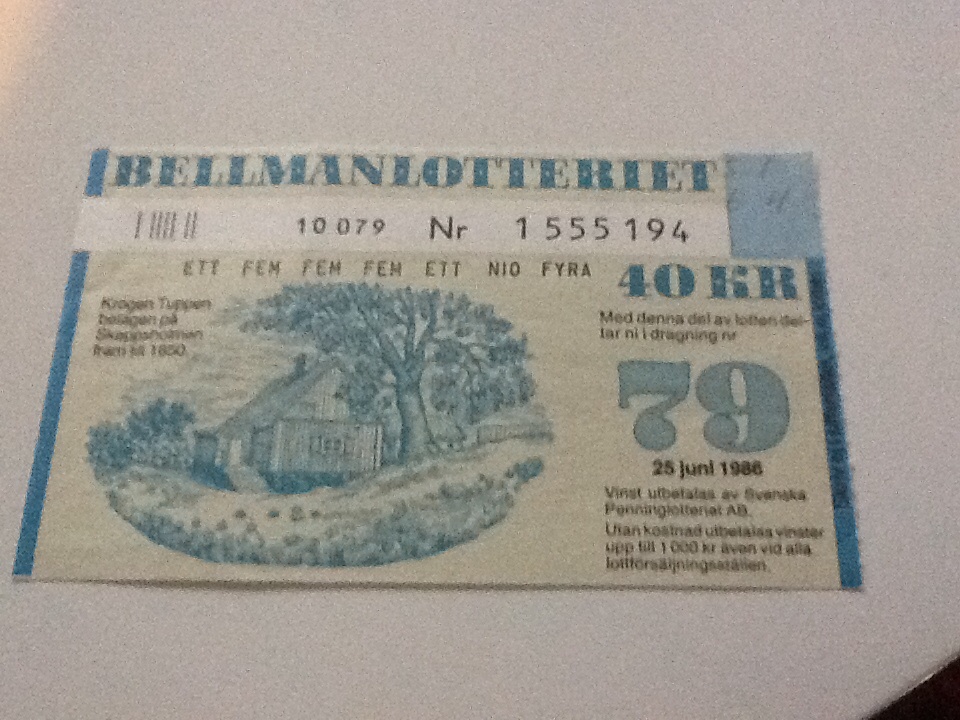 BELLMANLOTTERIET
10 079 Nr 1 555 194
ETT FEM FEM FEM ETT NIO FYRA
40 KR
Krogen Tuppen
belägen på
Skeppsholmen
fram till 1850.
Med denna del av lotten del-
tar ni i dragning nr
79
25 juni 1986
Vinst utbetalas av Svenska
Penninglotteriet AB.
Utan kostnad utbetalas vinster
upp till 1 000 kr även vid alla
lottförsäljningsställen.